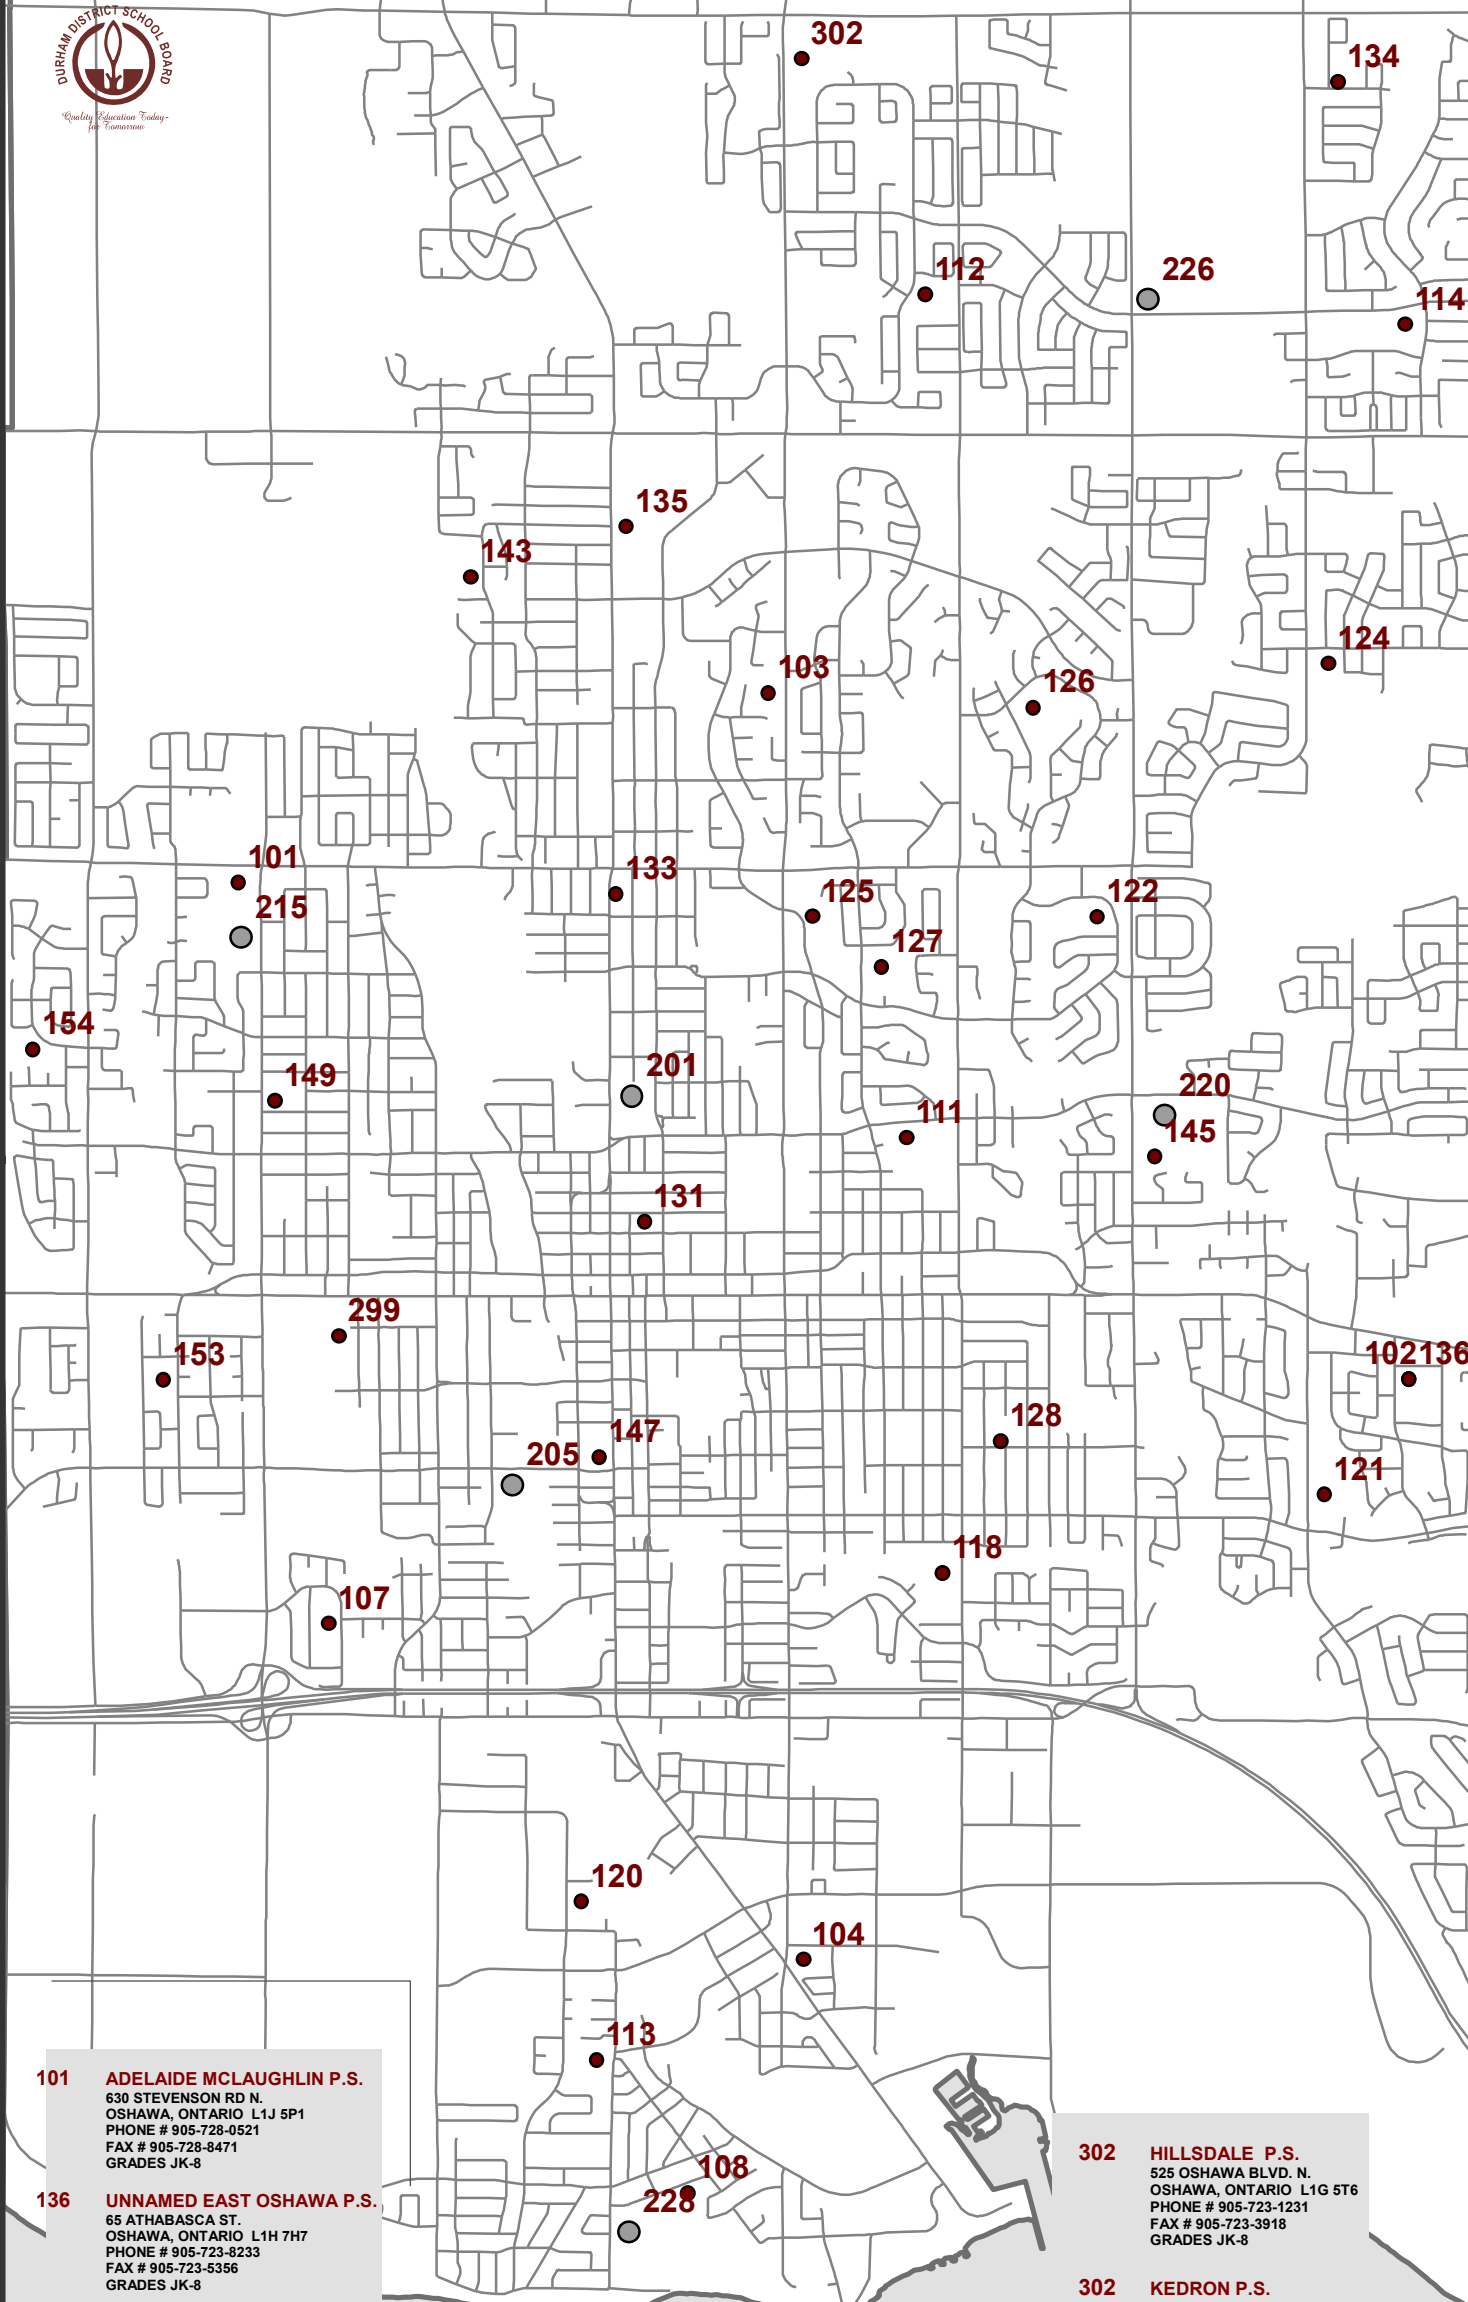 DURHAM DISTRICT SCHOOL BOARD
Quality Education Today-
for Tomorrow
302
134
112
226
114
135
143
124
103
126
101
133
215
125
122
127
154
149
201
220
111
145
131
299
153
102136
128
147
205
121
118
107
120
104
113
108
228
101 ADELAIDE MCLAUGHLIN P.S.
630 STEVENSON RD N.
OSHAWA, ONTARIO L1J 5P1
PHONE # 905-728-0521
FAX # 905-728-8471
GRADES JK-8
136 UNNAMED EAST OSHAWA P.S.
65 ATHABASCA ST.
OSHAWA, ONTARIO L1H 7H7
PHONE # 905-723-8233
FAX # 905-723-5356
GRADES JK-8
302 HILLSDALE P.S.
525 OSHAWA BLVD. N.
OSHAWA, ONTARIO L1G 5T6
PHONE # 905-723-1231
FAX # 905-723-3918
GRADES JK-8
302 KEDRON P.S.